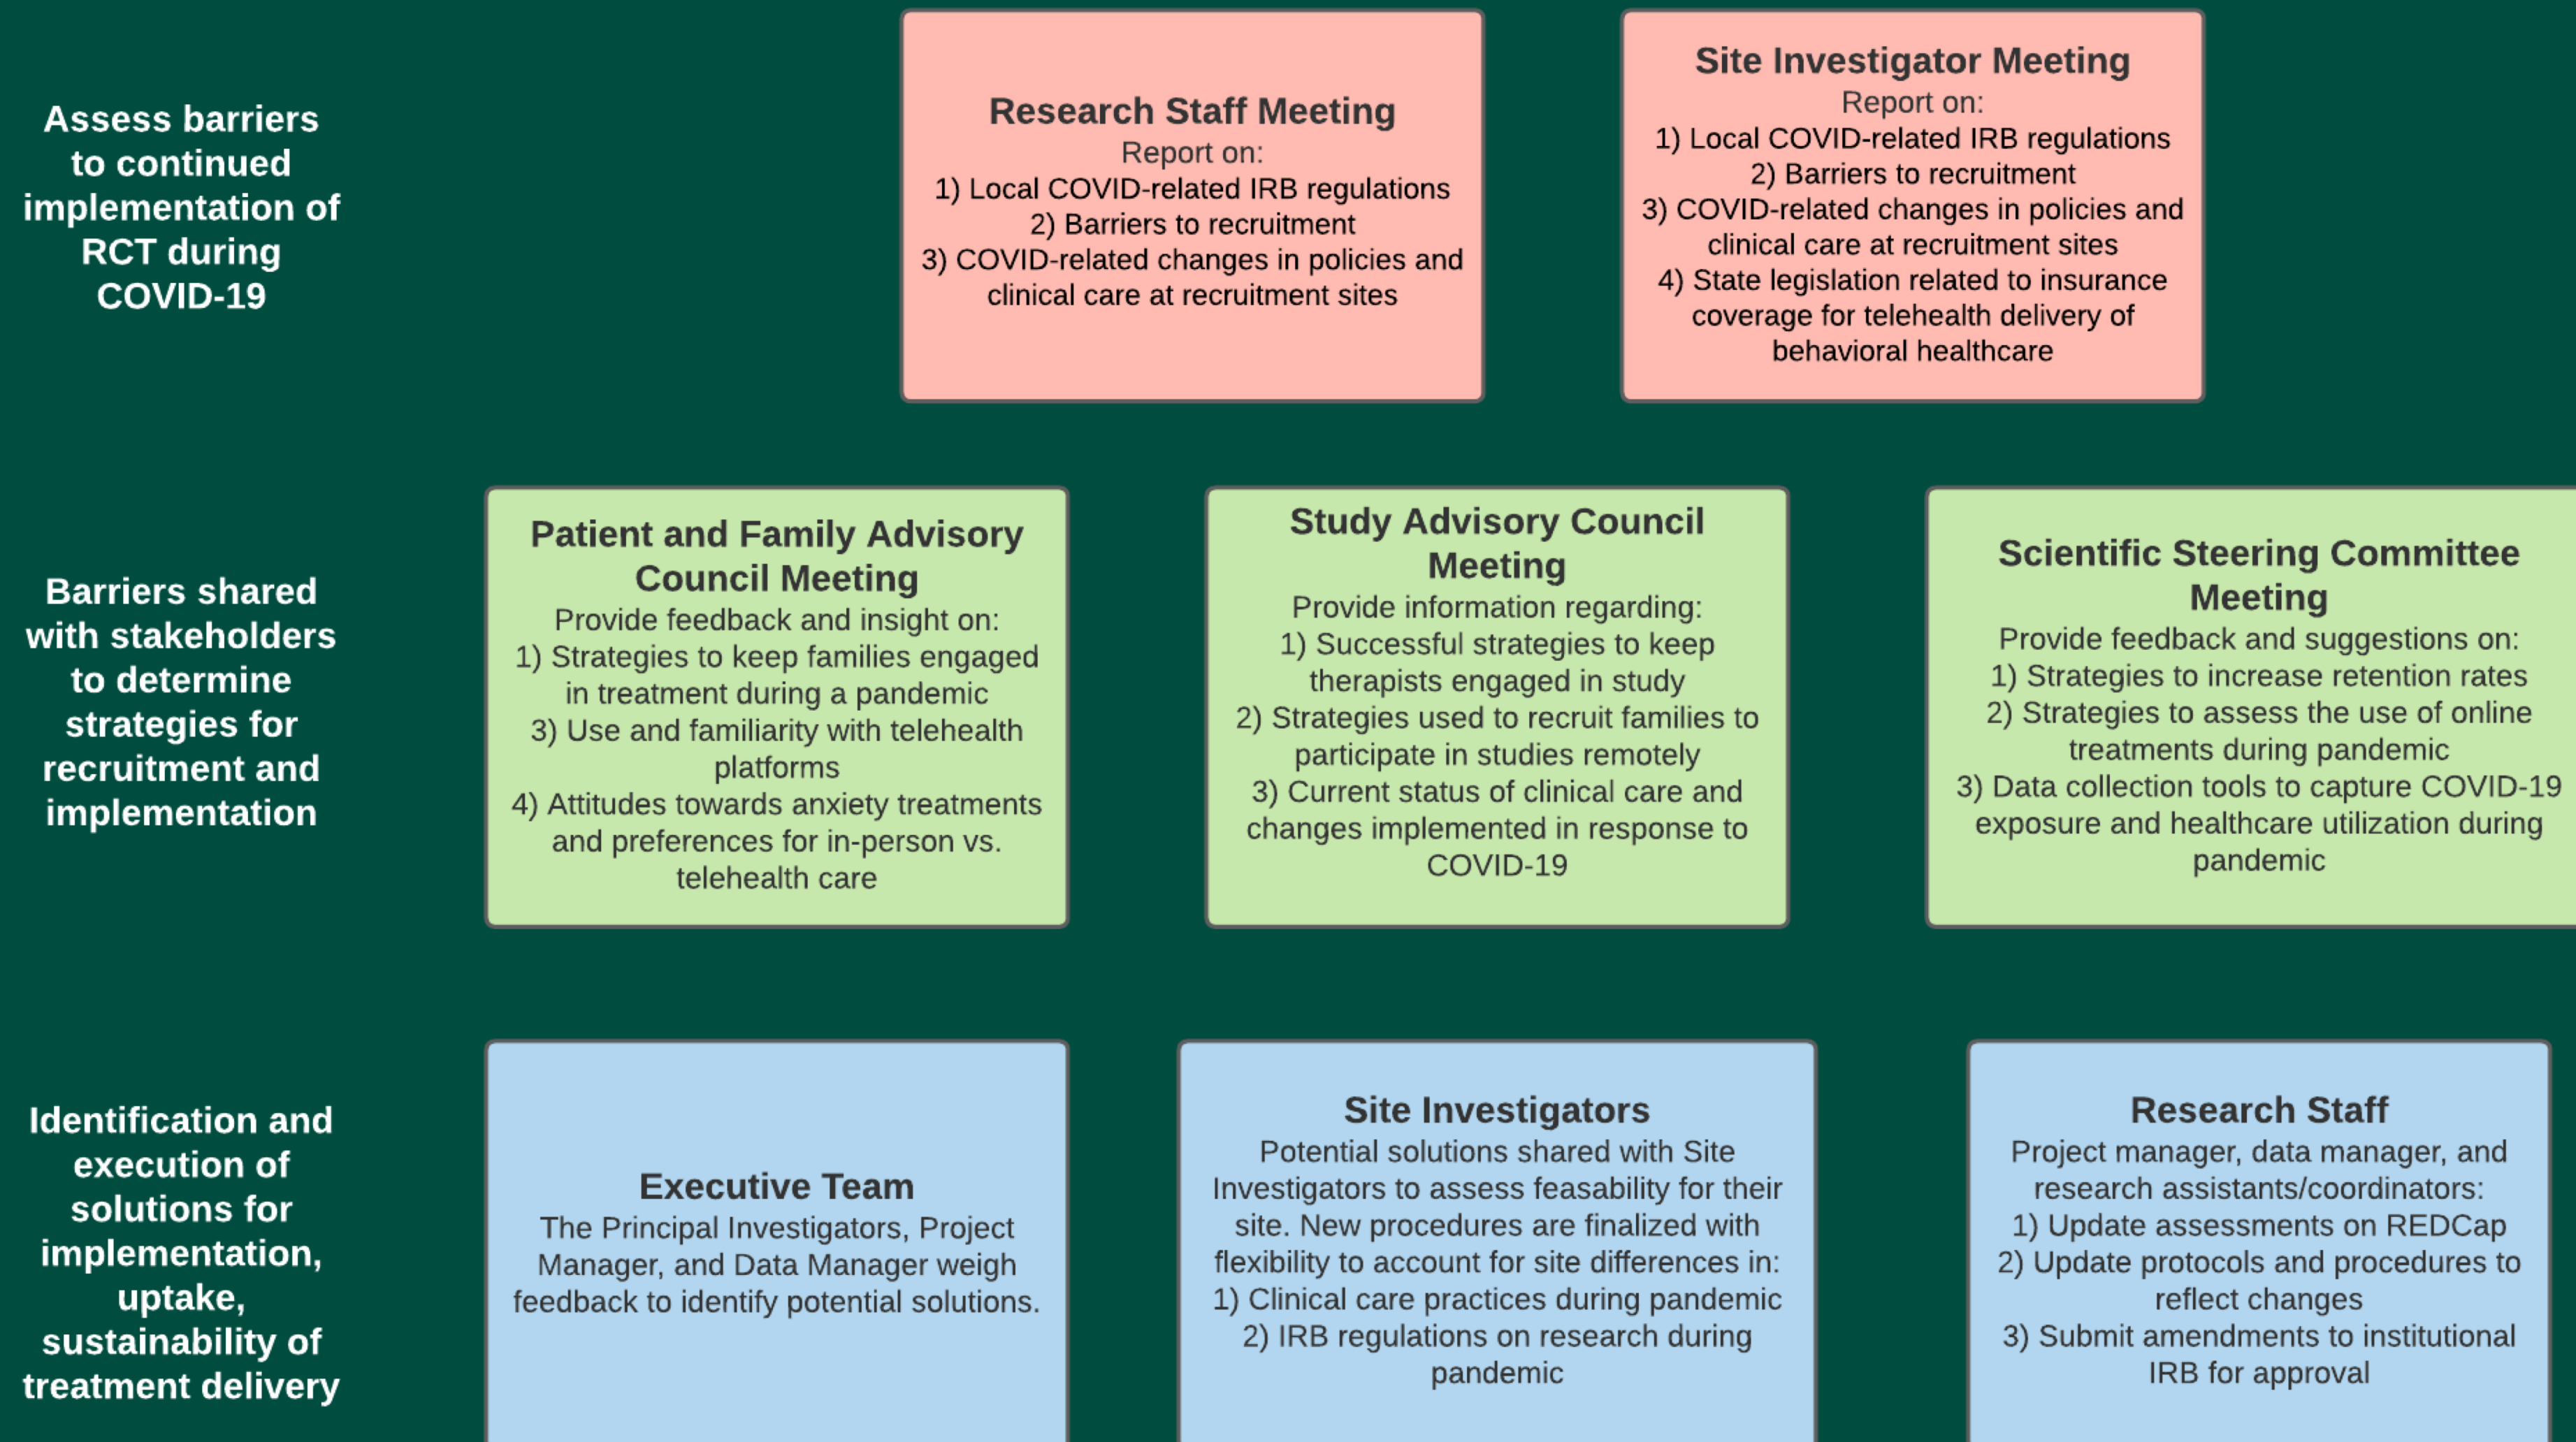 Assess barriers
to continued
implementation of
RCT during
COVID-19
Research Staff Meeting
Report on:
1) Local COVID-related IRB regulations
2) Barriers to recruitment
3) COVID-related changes in policies and
clinical care at recruitment sites
Site Investigator Meeting
Report on:
1) Local COVID-related IRB regulations
2) Barriers to recruitment
3) COVID-related changes in policies and
clinical care at recruitment sites
4) State legislation related to insurance
coverage for telehealth delivery of
behavioral healthcare
Barriers shared
with stakeholders
to determine
strategies for
recruitment and
implementation
Patient and Family Advisory
Council Meeting
Provide feedback and insight on:
1) Strategies to keep families engaged
in treatment during a pandemic
3) Use and familiarity with telehealth
platforms
4) Attitudes towards anxiety treatments
and preferences for in-person vs.
telehealth care
Study Advisory Council
Meeting
Provide information regarding:
1) Successful strategies to keep
therapists engaged in study
2) Strategies used to recruit families to
participate in studies remotely
3) Current status of clinical care and
changes implemented in response to
COVID-19
Scientific Steering Committee
Meeting
Provide feedback and suggestions on:
1) Strategies to increase retention rates
2) Strategies to assess the use of online
treatments during pandemic
3) Data collection tools to capture COVID-19
exposure and healthcare utilization during
pandemic
Identification and
execution of
solutions for
implementation,
uptake,
sustainability of
treatment delivery
Executive Team
The Principal Investigators, Project
Manager, and Data Manager weigh
feedback to identify potential solutions.
Site Investigators
Potential solutions shared with Site
Investigators to assess feasability for their
site. New procedures are finalized with
flexibility to account for site differences in:
1) Clinical care practices during pandemic
2) IRB regulations on research during
pandemic
Research Staff
Project manager, data manager, and
research assistants/coordinators:
1) Update assessments on REDCap
2) Update protocols and procedures to
reflect changes
3) Submit amendments to institutional
IRB for approval